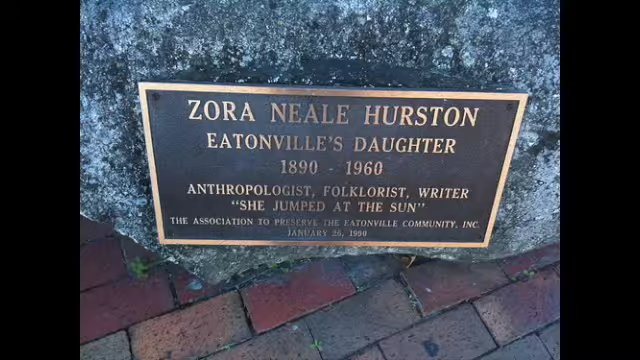 ZORA NEALE HURSTON
EATONVILLE'S DAUGHTER
1890 - 1960
ANTHROPOLOGIST, FOLKLORIST, WRITER
"SHE JUMPED AT THE SUN"
THE ASSOCIATION TO PRESERVE THE EATONVILLE COMMUNITY, INC.
JANUARY 26, 1990